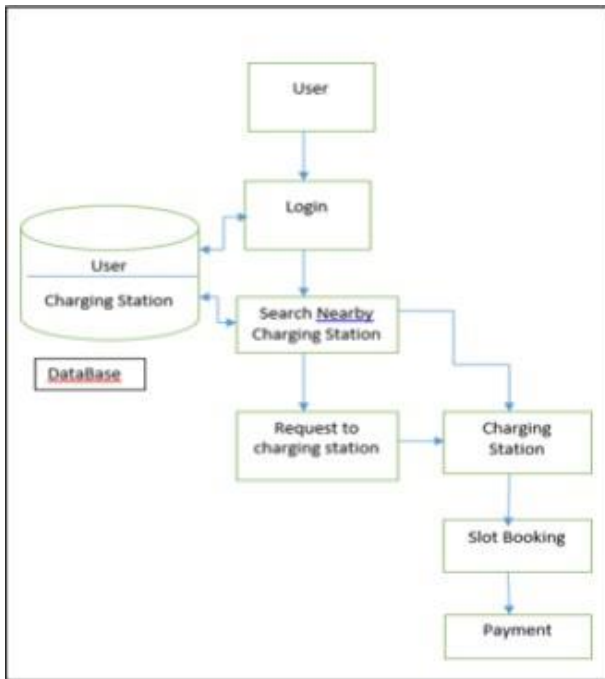 User
Login
User
Charging Station
Search Nearby
Charging Station
DataBase
Request to
charging station
Charging
Station
Slot Booking
Payment